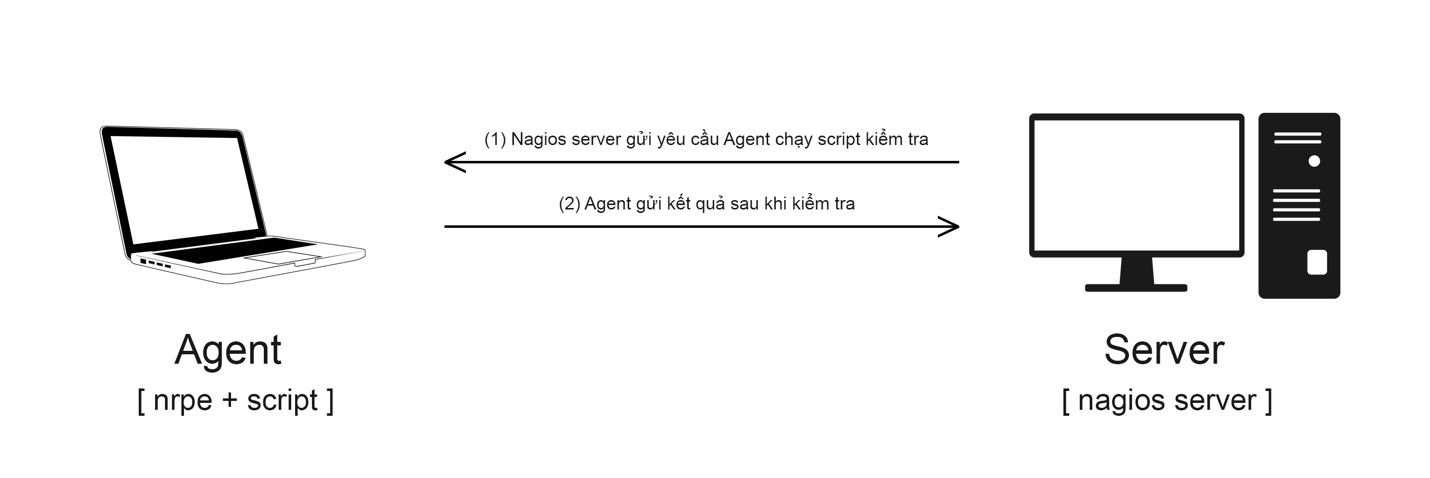 (1) Nagios server gửi yêu cầu Agent chạy script kiểm tra
(2) Agent gửi kết quả sau khi kiểm tra
Agent
[ nrpe + script ]
Server
[ nagios server ]